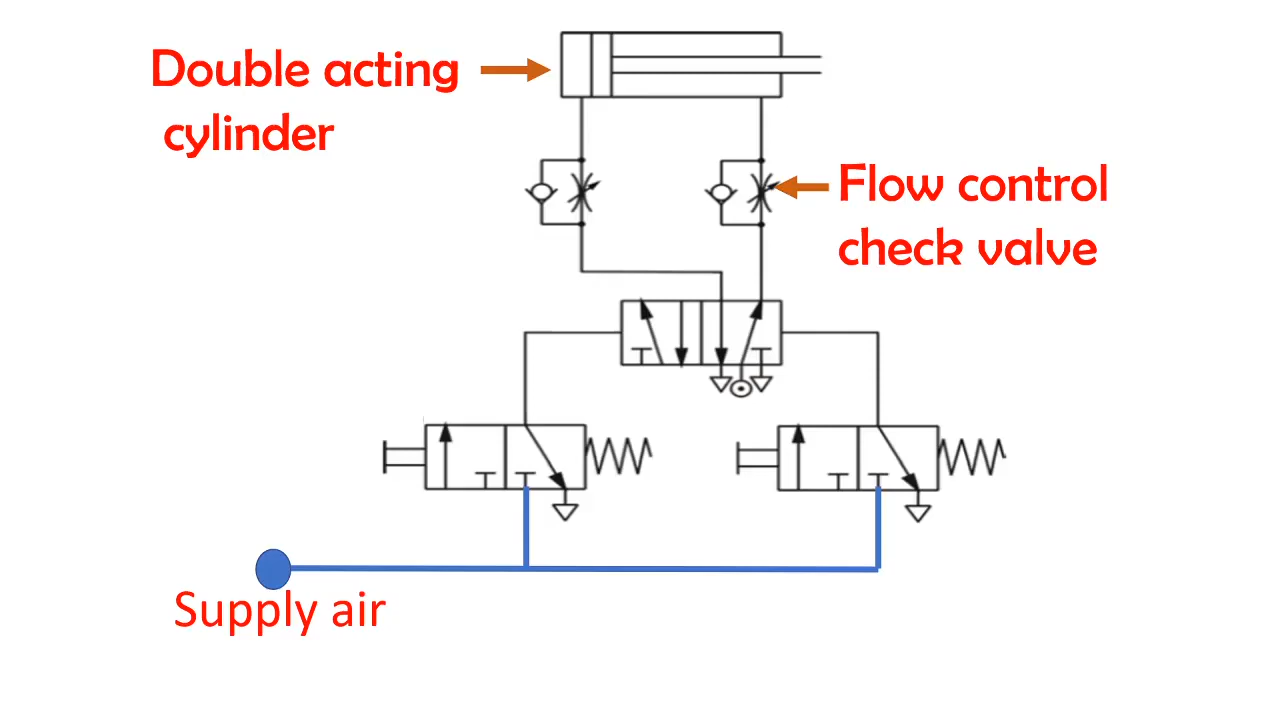 Double acting
cylinder
Flow control
check valve
Supply air